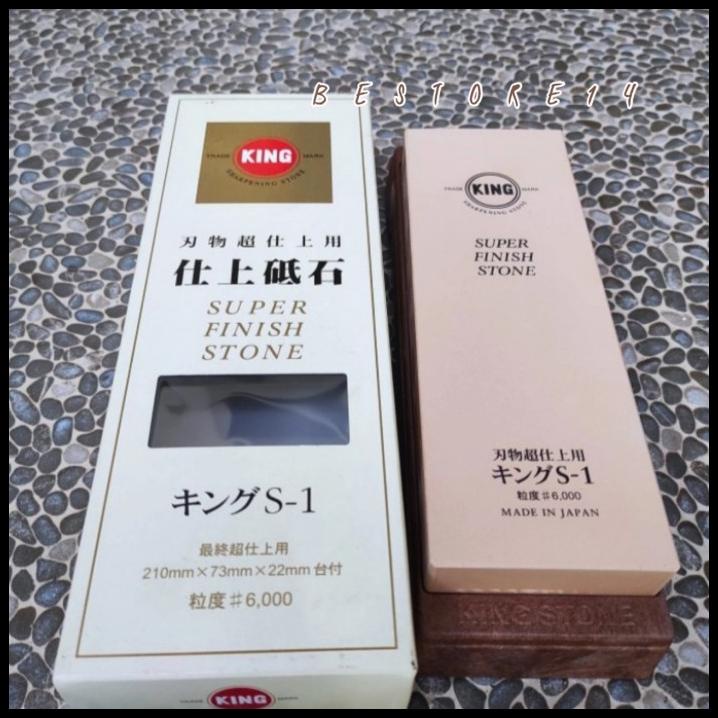 BESTORE14
TRADE KING MARK
SHARPENING STONE
刃物超仕上用
仕上砥石
SUPER
FINISH
STONE
キングS-1
最終超仕上用
210mm×73mm×22mm 台付
粒度#6,000
TRADE KING MARK
TRADE KING MARK
SHARPENING STONE
SUPER
FINISH
STONE
刃物超仕上用
キングS-1
粒度#6,000
MADE IN JAPAN
KING STONE